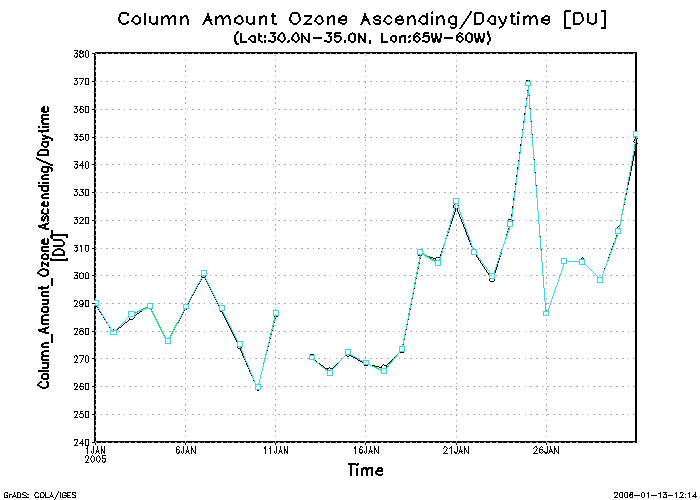 Column Amount Ozone Ascending/Daytime [DU]
(Lat:30.0N-35.0N, Lon:65W-60W)
Column_Amount_Ozone_Ascending/Daytime
[DU]
380
370
360
350
340
330
320
310
300
290
280
270
260
250
240
1JAN
2005
6JAN
11JAN
16JAN
21JAN
26JAN
Time
GrADS: COLA/IGES
2006-01-13-12:14